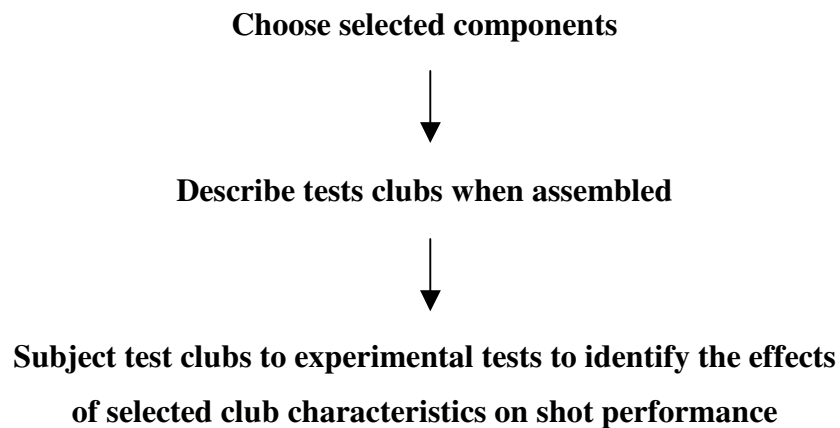 Choose selected components
Describe tests clubs when assembled
Subject test clubs to experimental tests to identify the effects
of selected club characteristics on shot performance